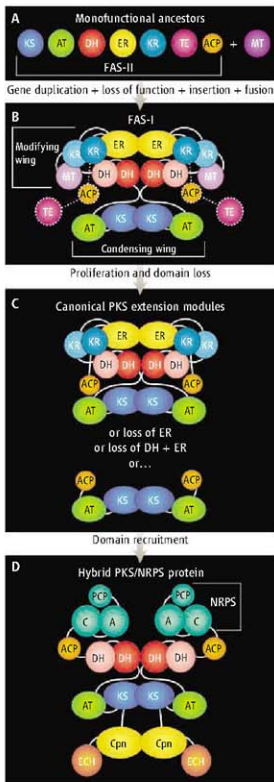 A Monofunctional ancestors
KS AT DH ER KR TE ACP + MT
FAS-II
Gene duplication + loss of function + insertion + fusion
B FAS-I
Modifying
wing
KR KR ER ER KR KR
MT DH DH DH DH MT
ACP ACP
TE TE
AT KS KS AT
Condensing wing
Proliferation and domain loss
C Canonical PKS extension modules
KR KR ER ER KR KR
DH DH DH DH
ACP ACP
AT KS KS AT
or loss of ER
or loss of DH + ER
or...
ACP ACP
AT KS KS AT
Domain recruitment
D Hybrid PKS/NRPS protein
PCP PCP NRPS
C A A C
ACP DH DH DH DH ACP
AT KS KS AT
Cpn Cpn
ECH ECH